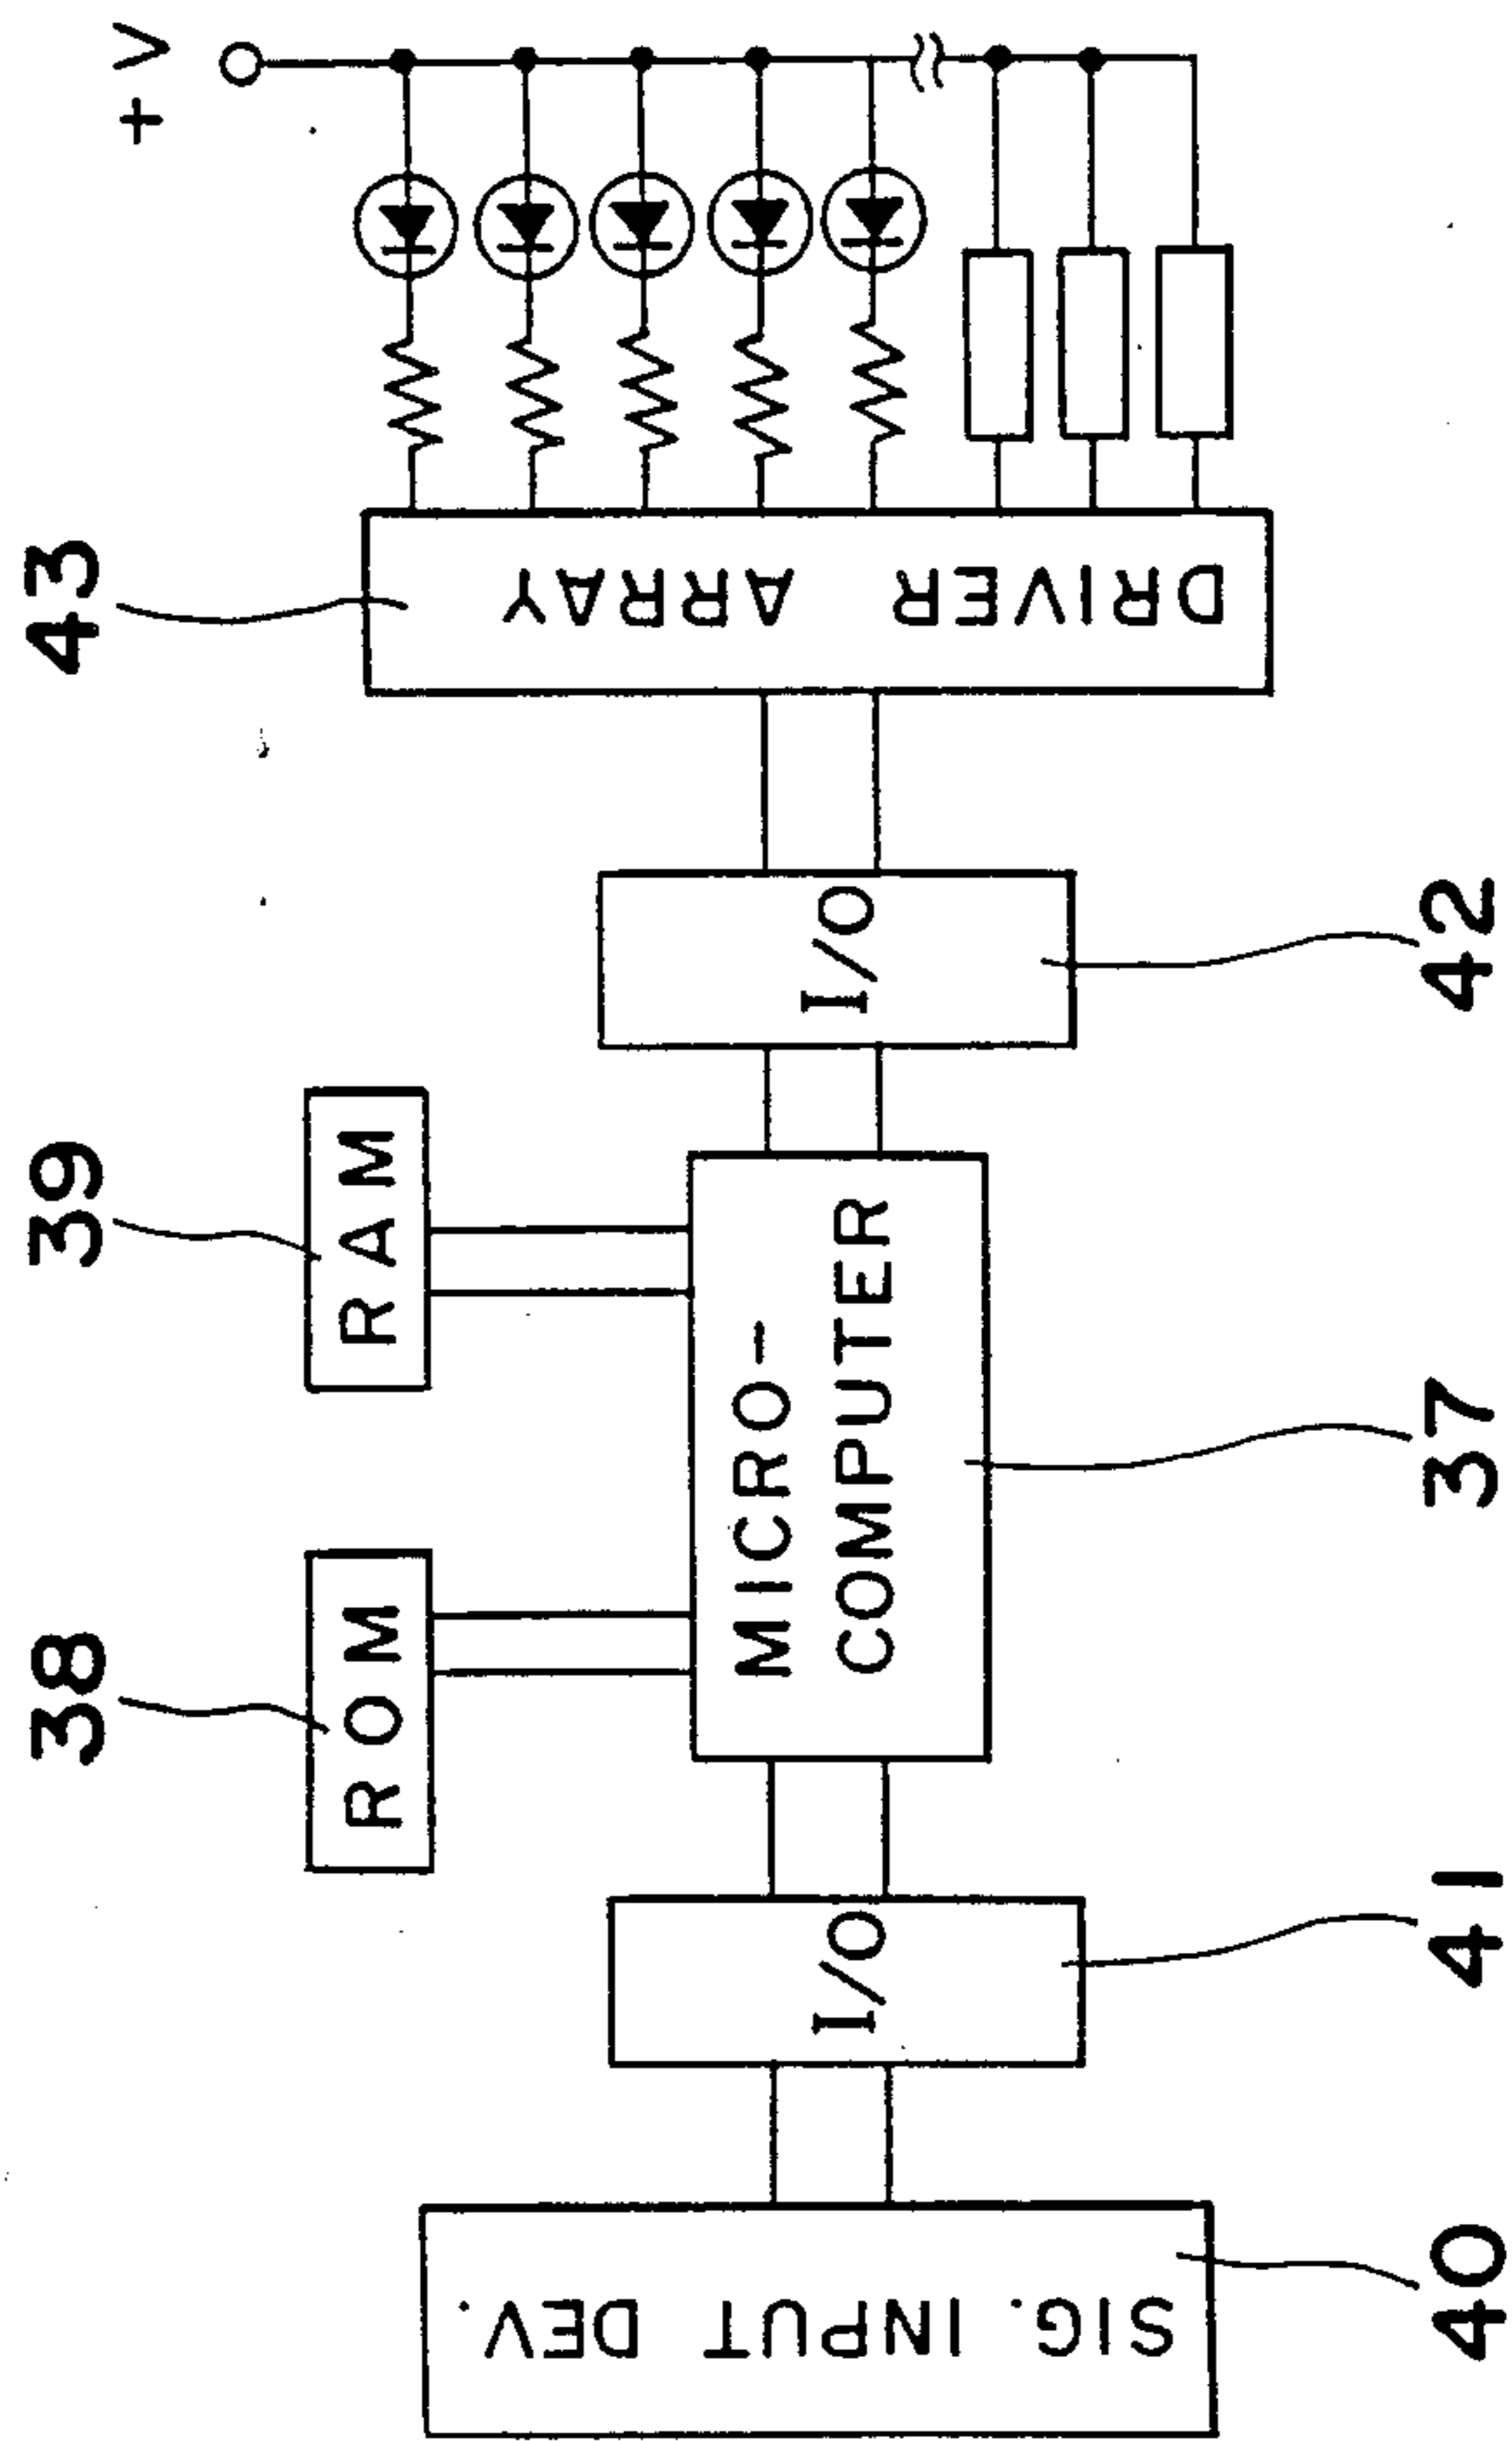 38
39
43
+V
ROM
RAM
SIG. INPUT DEV.
I/O
MICRO-
COMPUTER
I/O
DRIVER ARRAY
40
41
37
42